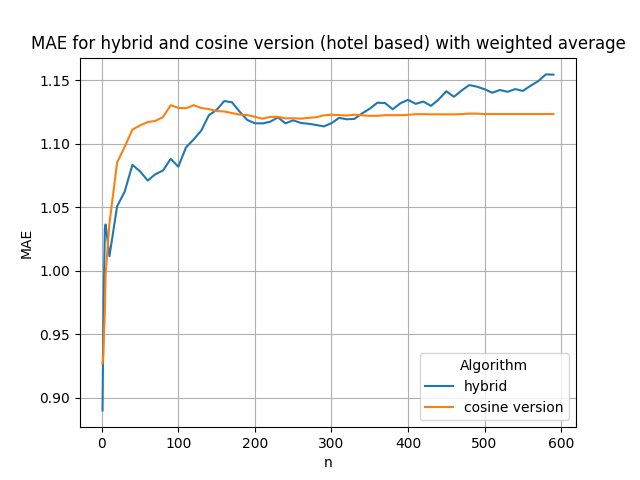 MAE for hybrid and cosine version (hotel based) with weighted average
1.15
1.10
1.05
1.00
0.95
0.90
MAE
0
100
200
300
400
500
600
n
Algorithm
hybrid
cosine version